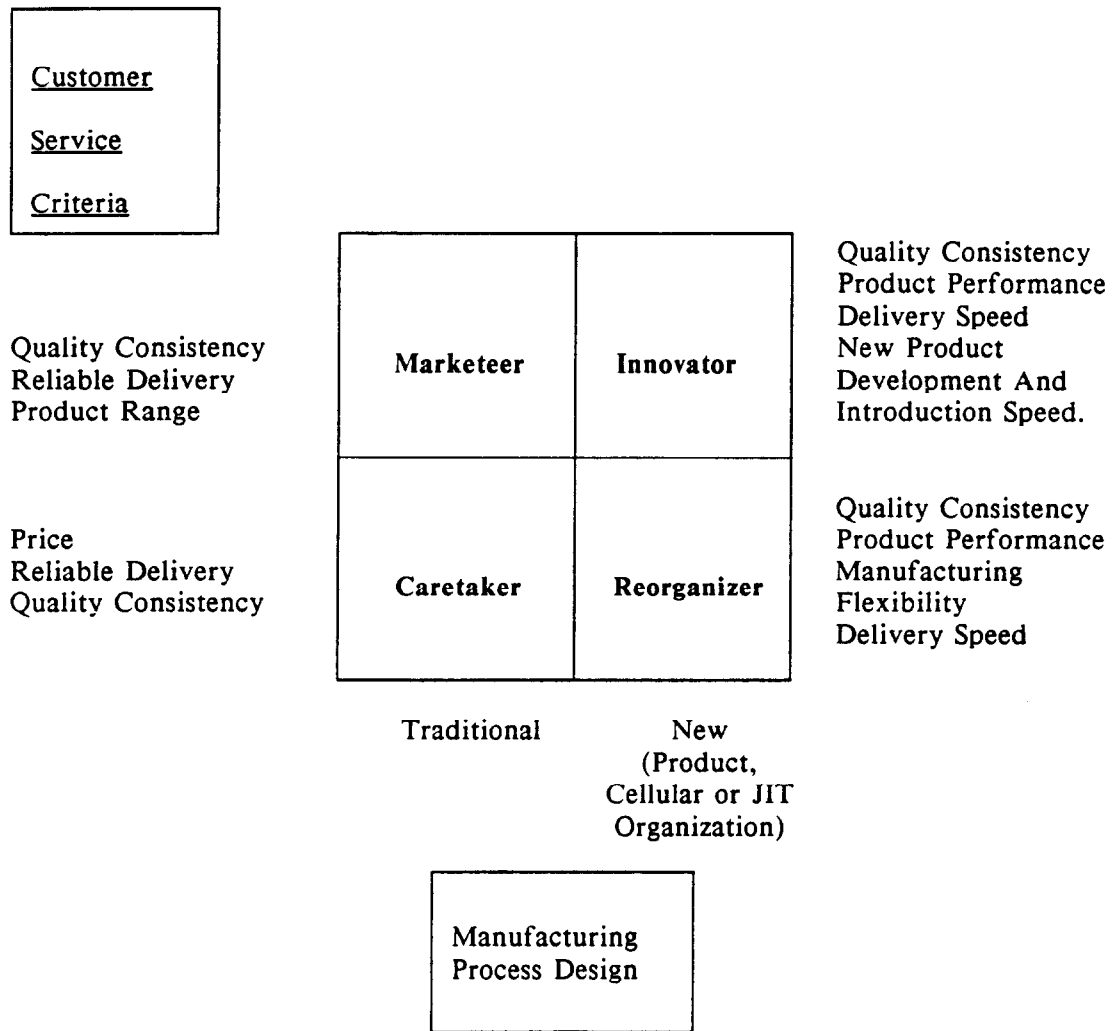 Customer
Service
Criteria
Quality Consistency
Reliable Delivery
Product Range
Marketeer
Innovator
Quality Consistency
Product Performance
Delivery Speed
New Product
Development And
Introduction Speed.
Price
Reliable Delivery
Quality Consistency
Caretaker
Reorganizer
Quality Consistency
Product Performance
Manufacturing
Flexibility
Delivery Speed
Traditional
New
(Product,
Cellular or JIT
Organization)
Manufacturing
Process Design